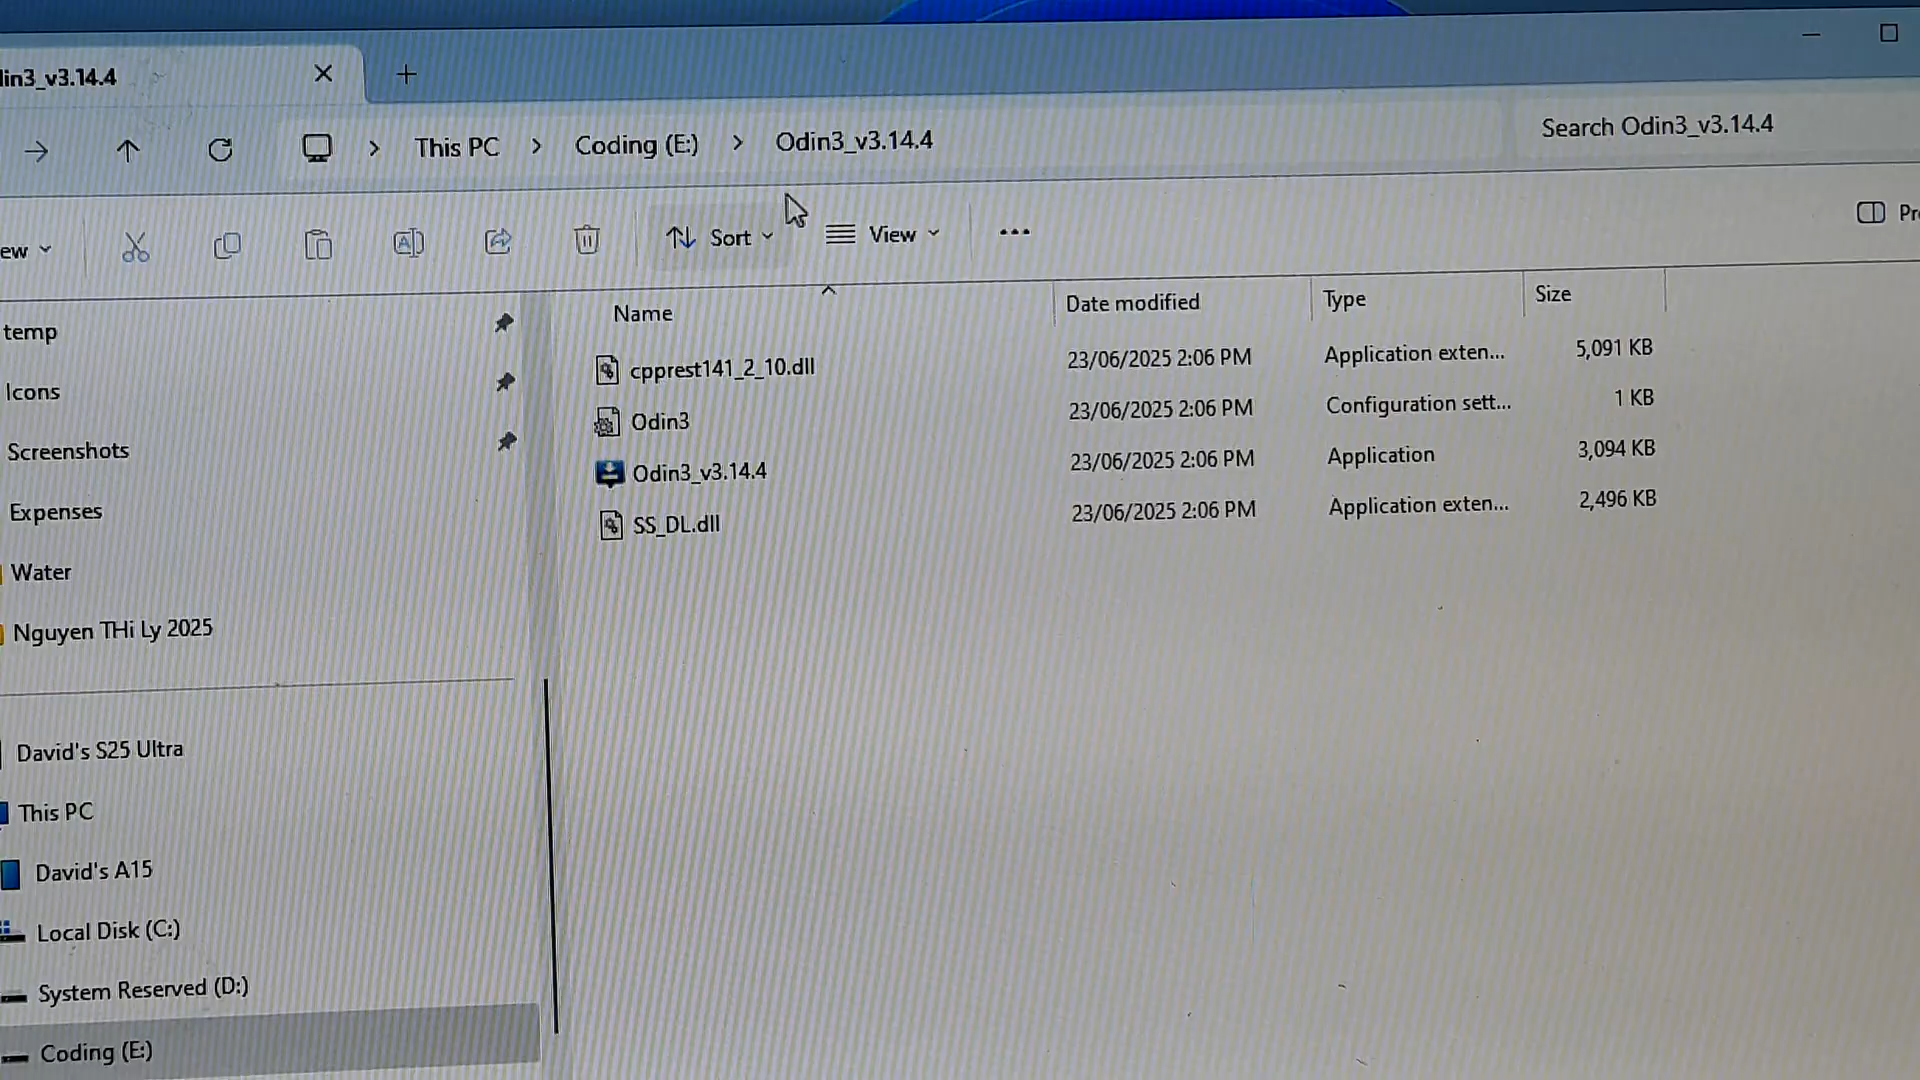 din3_v3.14.4
This PC > Coding (E:) > Odin3_v3.14.4
Search Odin3_v3.14.4
ew
Sort
View
Pre
Name
Date modified
Type
Size
cpprest141_2_10.dll 23/06/2025 2:06 PM Application exten... 5,091 KB
Odin3 23/06/2025 2:06 PM Configuration sett... 1 KB
Odin3_v3.14.4 23/06/2025 2:06 PM Application 3,094 KB
SS_DL.dll 23/06/2025 2:06 PM Application exten... 2,496 KB
temp
Icons
Screenshots
Expenses
Water
Nguyen THi Ly 2025
David's S25 Ultra
This PC
David's A15
Local Disk (C:)
System Reserved (D:)
Coding (E:)